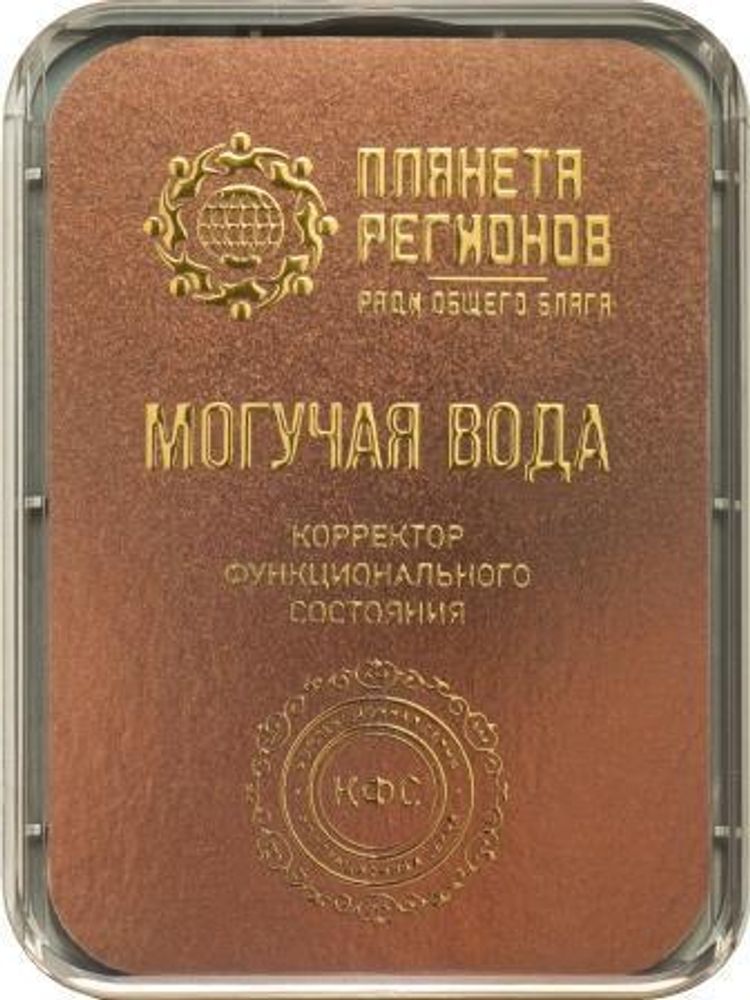 ПЛАНЕТА
РЕГИОНОВ
РАДИ ОБЩЕГО БЛАГА
МОГУЧАЯ ВОДА
КОРРЕКТОР
ФУНКЦИОНАЛЬНОГО
СОСТОЯНИЯ
КФС